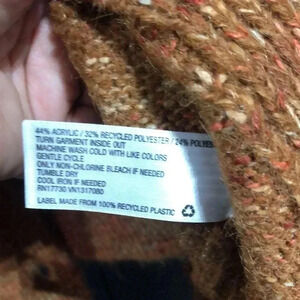 44% ACRYLIC / 32% RECYCLED POLYESTER / 24% POLYES
TURN GARMENT INSIDE OUT
MACHINE WASH COLD WITH LIKE COLORS
GENTLE CYCLE
ONLY NON-CHLORINE BLEACH IF NEEDED
TUMBLE DRY
COOL IRON IF NEEDED
RN17730 VN1317080
LABEL MADE FROM 100% RECYCLED PLASTIC